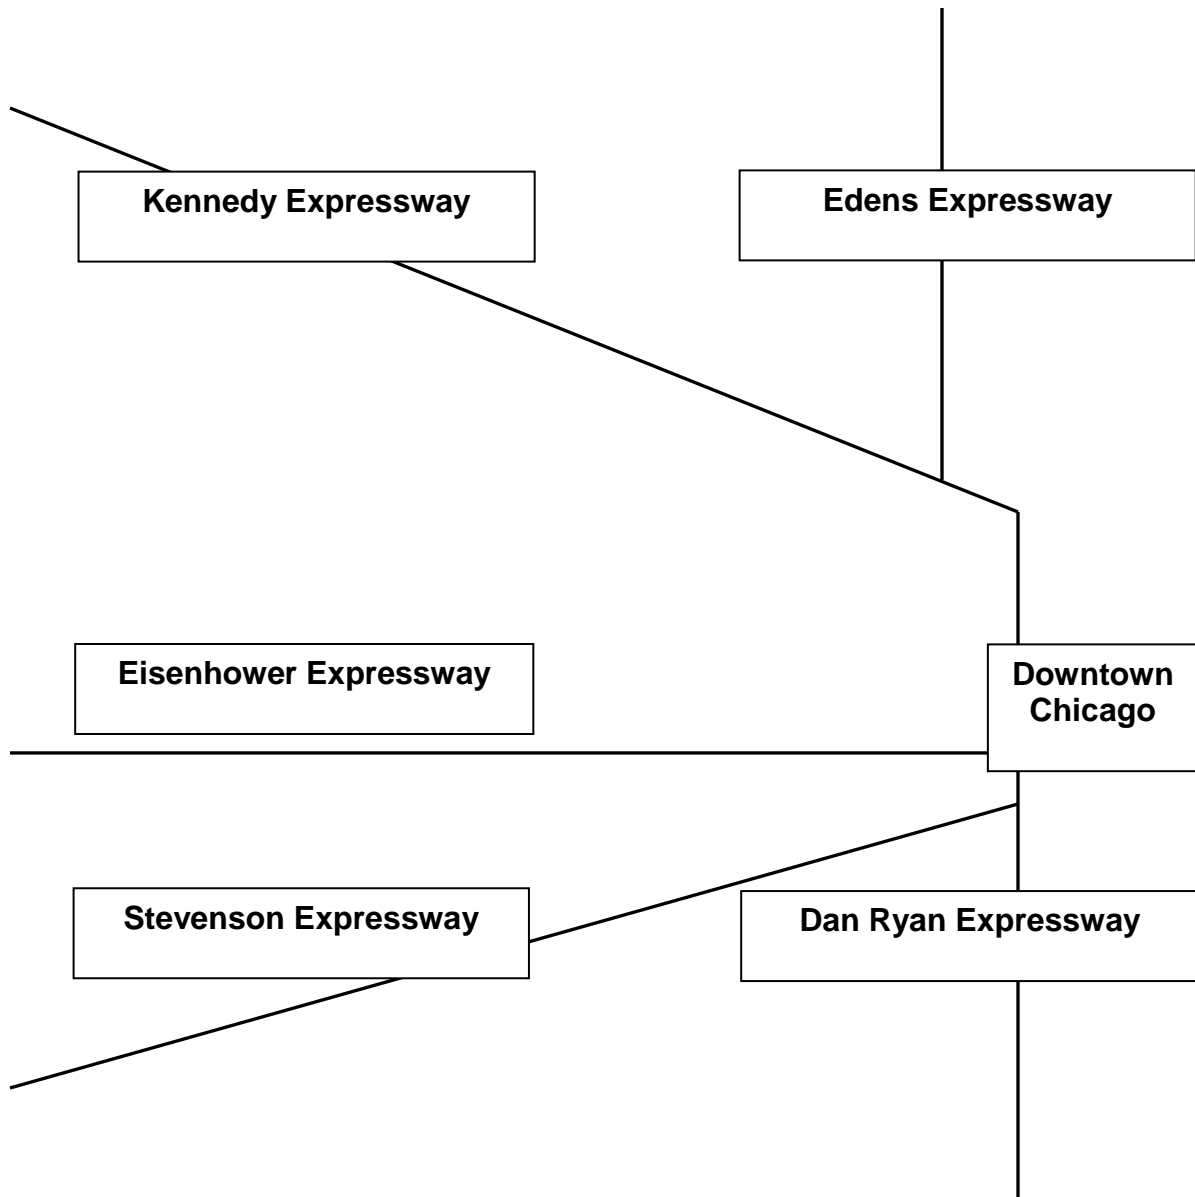 Kennedy Expressway
Edens Expressway
Eisenhower Expressway
Downtown
Chicago
Stevenson Expressway
Dan Ryan Expressway